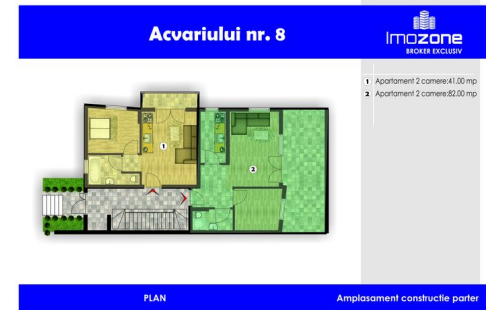 Acvariului nr. 8
Imozone
BROKER EXCLUSIV
1 Apartament 2 camere:41.00 mp
2 Apartament 2 camere:82.00 mp
1
2
PLAN
Amplasament constructie parter